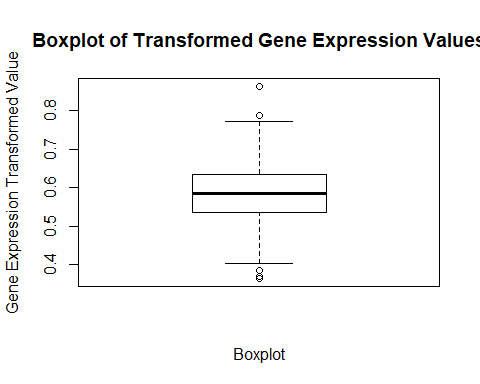 Boxplot of Transformed Gene Expression Values
Gene Expression Transformed Value
0.8
0.7
0.6
0.5
0.4
Boxplot